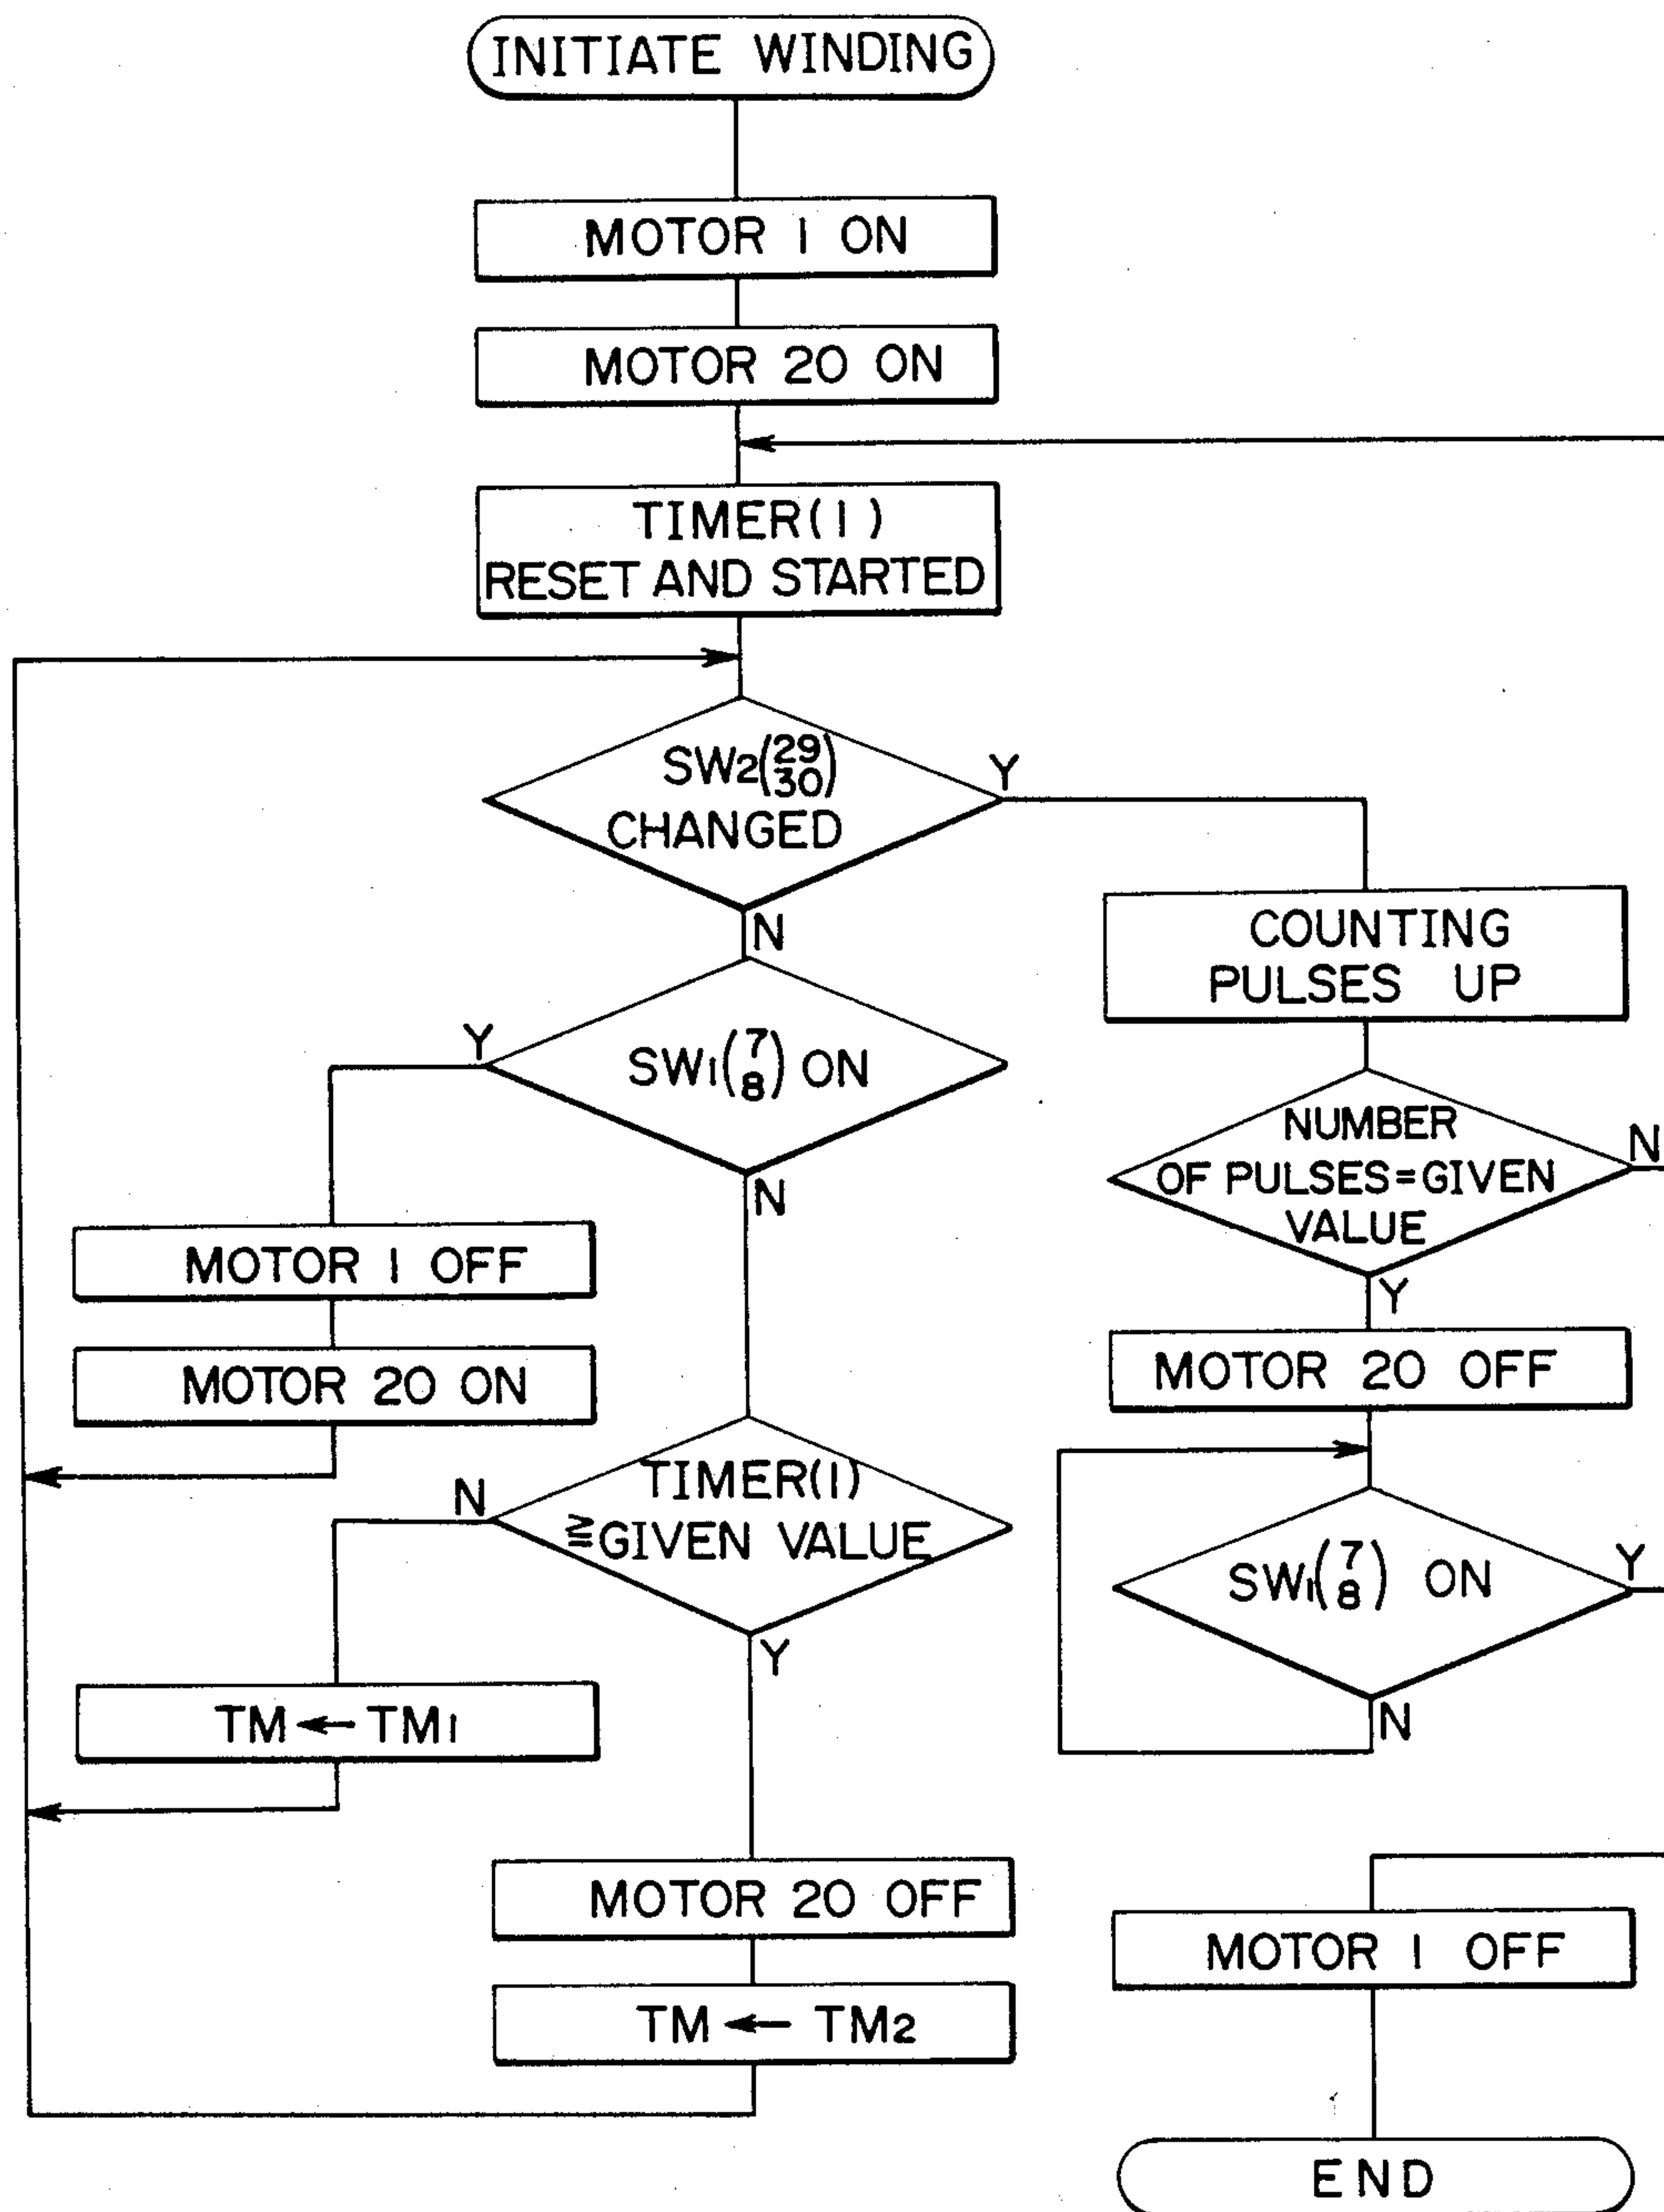 INITIATE WINDING
MOTOR 1 ON
MOTOR 20 ON
TIMER(1)
RESET AND STARTED
SW2(29 30)
CHANGED
Y
N
SW1(7 8) ON
Y
N
MOTOR 1 OFF
MOTOR 20 ON
TIMER(1)
≧GIVEN VALUE
N
Y
TM ← TM1
MOTOR 20 OFF
TM ← TM2
COUNTING
PULSES UP
NUMBER
OF PULSES=GIVEN
VALUE
N
Y
MOTOR 20 OFF
SW1(7 8) ON
Y
N
MOTOR 1 OFF
END